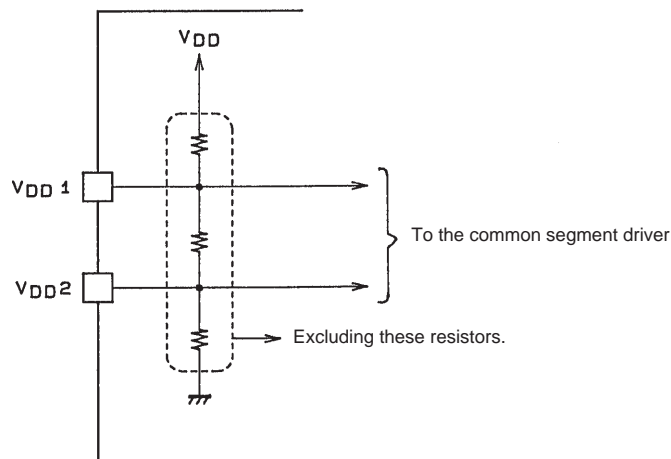 VDD
VDD 1
To the common segment driver
VDD2
Excluding these resistors.